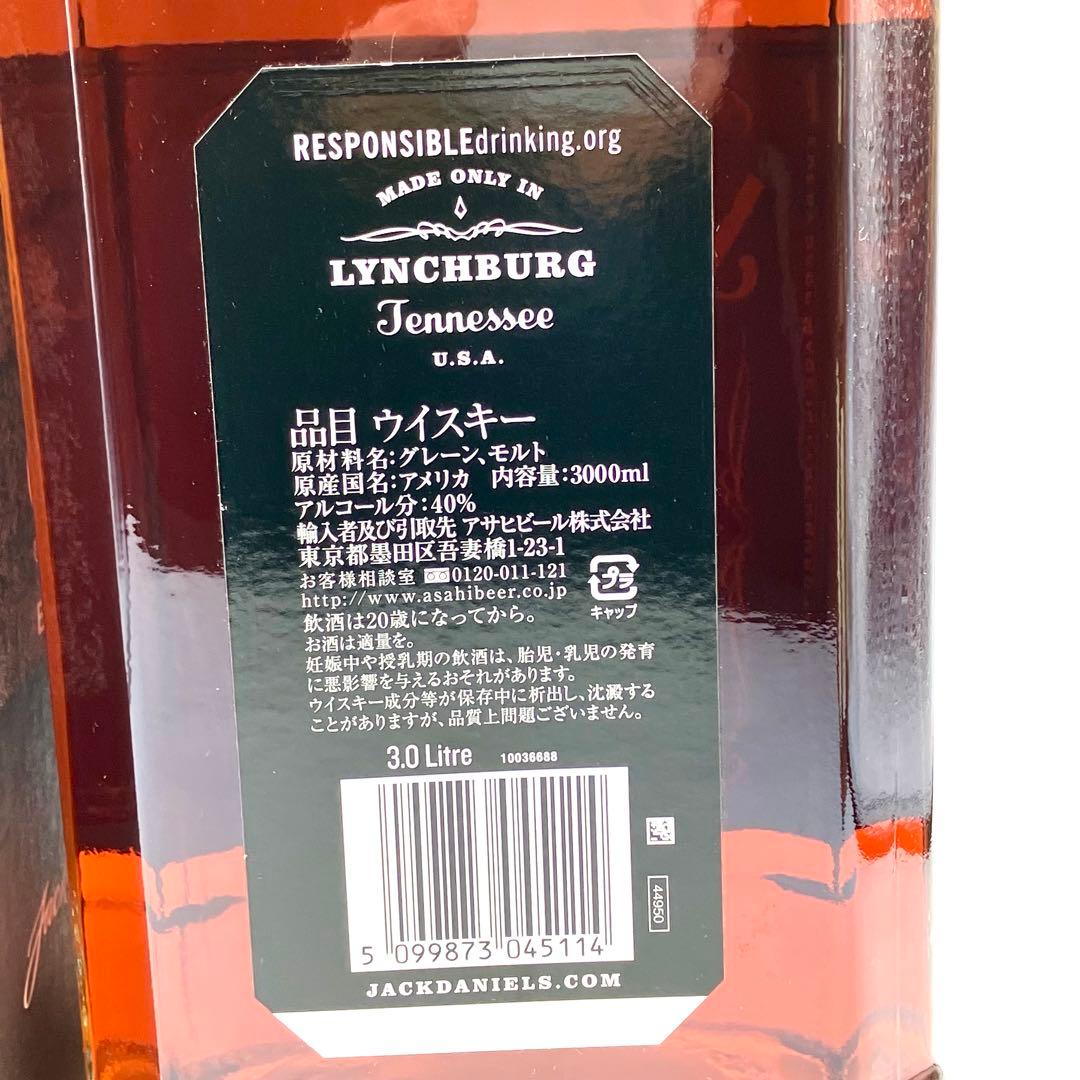 RESPONSIBLEdrinking.org
MADE ONLY IN
LYNCHBURG
Tennessee
U.S.A.
品目 ウイスキー
原材料名:グレーン、モルト
原産国名:アメリカ 内容量:3000ml
アルコール分:40%
輸入者及び引取先 アサヒビール株式会社
東京都墨田区吾妻橋1-23-1
お客様相談室 0120-011-121
http://www.asahibeer.co.jp
プラ
キャップ
飲酒は20歳になってから。
お酒は適量を。
妊娠中や授乳期の飲酒は、胎児・乳児の発育
に悪影響を与えるおそれがあります。
ウイスキー成分等が保存中に析出し、沈澱する
ことがありますが、品質上問題ございません。
3.0 Litre 10036688
44950
5 099873 045114
JACKDANIELS.COM